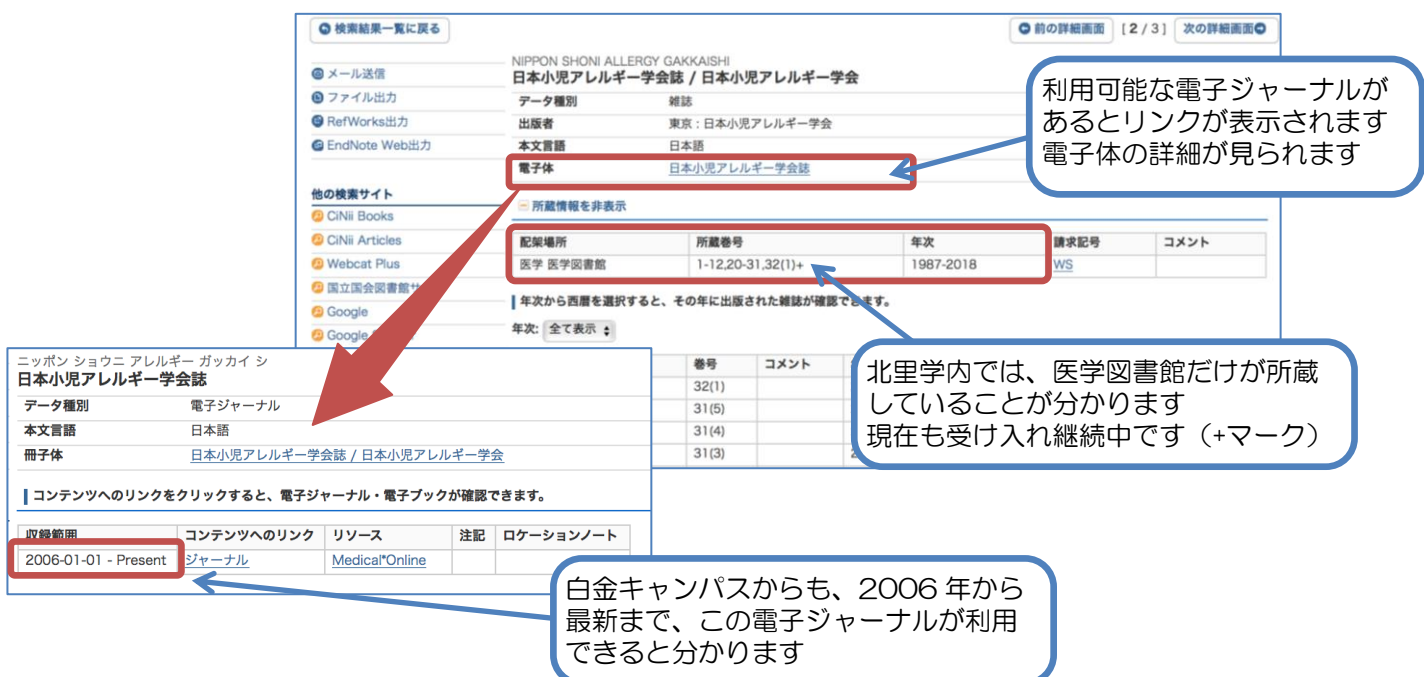 検索結果一覧に戻る
前の詳細画面 [ 2 / 3 ] 次の詳細画面
メール送信
ファイル出力
RefWorks出力
EndNote Web出力
他の検索サイト
CiNii Books
CiNii Articles
Webcat Plus
国立国会図書館サ
Google
Google
NIPPON SHONI ALLERGY GAKKAISHI
日本小児アレルギー学会誌 / 日本小児アレルギー学会
データ種別 雑誌
出版者 東京 : 日本小児アレルギー学会
本文言語 日本語
電子体 日本小児アレルギー学会誌
所蔵情報を非表示
配架場所 所蔵巻号 年次 請求記号 コメント
医学 医学図書館 1-12,20-31,32(1)+ 1987-2018 WS
年次から西暦を選択すると、その年に出版された雑誌が確認できます。
年次: 全て表示
巻号 コメント
32(1)
31(5)
31(4)
31(3)
利用可能な電子ジャーナルが
あるとリンクが表示されます
電子体の詳細が見られます
北里学内では、医学図書館だけが所蔵
していることが分かります
現在も受け入れ継続中です（+マーク）
ニッポン ショウニ アレルギー ガッカイ シ
日本小児アレルギー学会誌
データ種別 電子ジャーナル
本文言語 日本語
冊子体 日本小児アレルギー学会誌 / 日本小児アレルギー学会
コンテンツへのリンクをクリックすると、電子ジャーナル・電子ブックが確認できます。
収録範囲 コンテンツへのリンク リソース 注記 ロケーションノート
2006-01-01 - Present ジャーナル Medical*Online
白金キャンパスからも、2006 年から
最新まで、この電子ジャーナルが利用
できると分かります